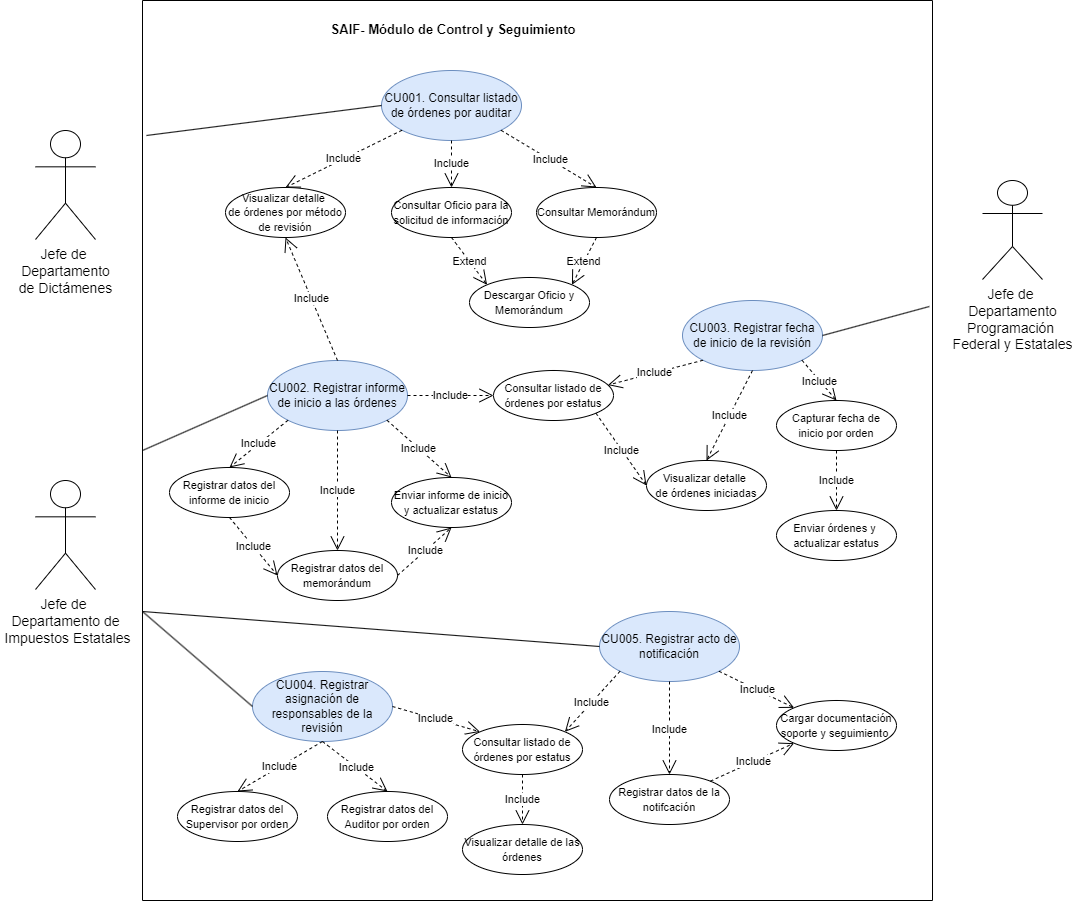 SAIF- Módulo de Control y Seguimiento
CU001. Consultar listado
de órdenes por auditar
Include
Include
Include
Visualizar detalle
de órdenes por método
de revisión
Consultar Oficio para la
solicitud de información
Consultar Memorándum
Extend
Extend
Descargar Oficio y
Memorándum
Include
Jefe de
Departamento
de Dictámenes
Jefe de
Departamento
Programación
Federal y Estatales
CU003. Registrar fecha
de inicio de la revisión
CU002. Registrar informe
de inicio a las órdenes
Include
Consultar listado de
órdenes por estatus
Include
Include
Include
Capturar fecha de
inicio por orden
Include
Include
Include
Include
Include
Registrar datos del
informe de inicio
Enviar informe de inicio
y actualizar estatus
Visualizar detalle
de órdenes iniciadas
Include
Enviar órdenes y
actualizar estatus
Include
Include
Registrar datos del
memorándum
Jefe de
Departamento de
Impuestos Estatales
CU005. Registrar acto de
notificación
CU004. Registrar
asignación de
responsables de la
revisión
Include
Include
Include
Include
Cargar documentación
soporte y seguimiento
Consultar listado de
órdenes por estatus
Include
Include
Include
Registrar datos del
Supervisor por orden
Registrar datos del
Auditor por orden
Include
Registrar datos de la
notifcación
Visualizar detalle de las
órdenes